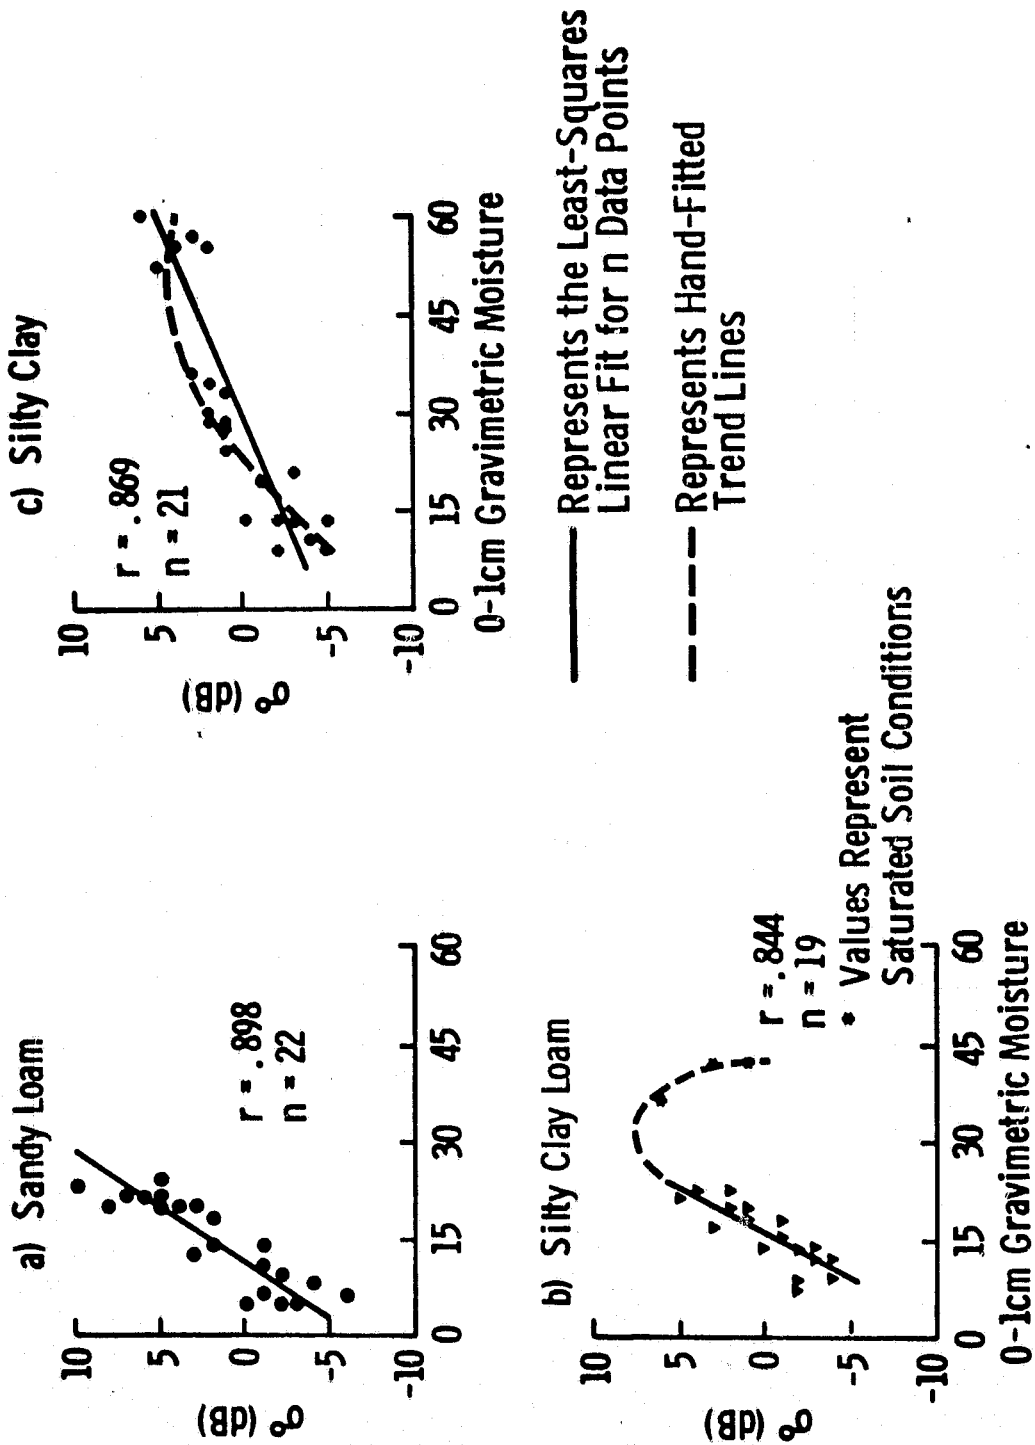 a) Sandy Loam
10
5
0
-5
-10
σ° (dB)
r = .898
n = 22
0 15 30 45 60
b) Silty Clay Loam
10
5
0
-5
-10
σ° (dB)
r = .844
n = 19
* Values Represent
Saturated Soil Conditions
0 15 30 45 60
0-1cm Gravimetric Moisture
c) Silty Clay
10
5
0
-5
-10
σ° (dB)
r = .869
n = 21
0 15 30 45 60
0-1cm Gravimetric Moisture
Represents the Least-Squares
Linear Fit for n Data Points
Represents Hand-Fitted
Trend Lines